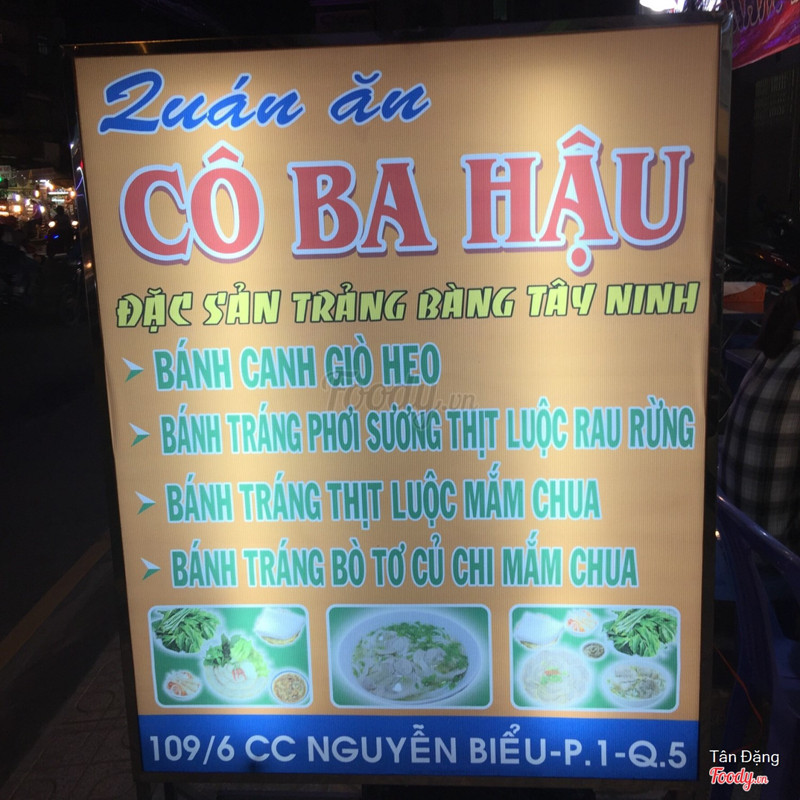 Quán ăn
CÔ BA HẬU
ĐẶC SẢN TRẢNG BÀNG TÂY NINH
BÁNH CANH GIÒ HEO
Foody.vn
BÁNH TRÁNG PHƠI SƯƠNG THỊT LUỘC RAU RỪNG
BÁNH TRÁNG THỊT LUỘC MẮM CHUA
BÁNH TRÁNG BÒ TƠ CỦ CHI MẮM CHUA
109/6 CC NGUYỄN BIỂU-P.1-Q.5
Tân Đặng
Foody.vn